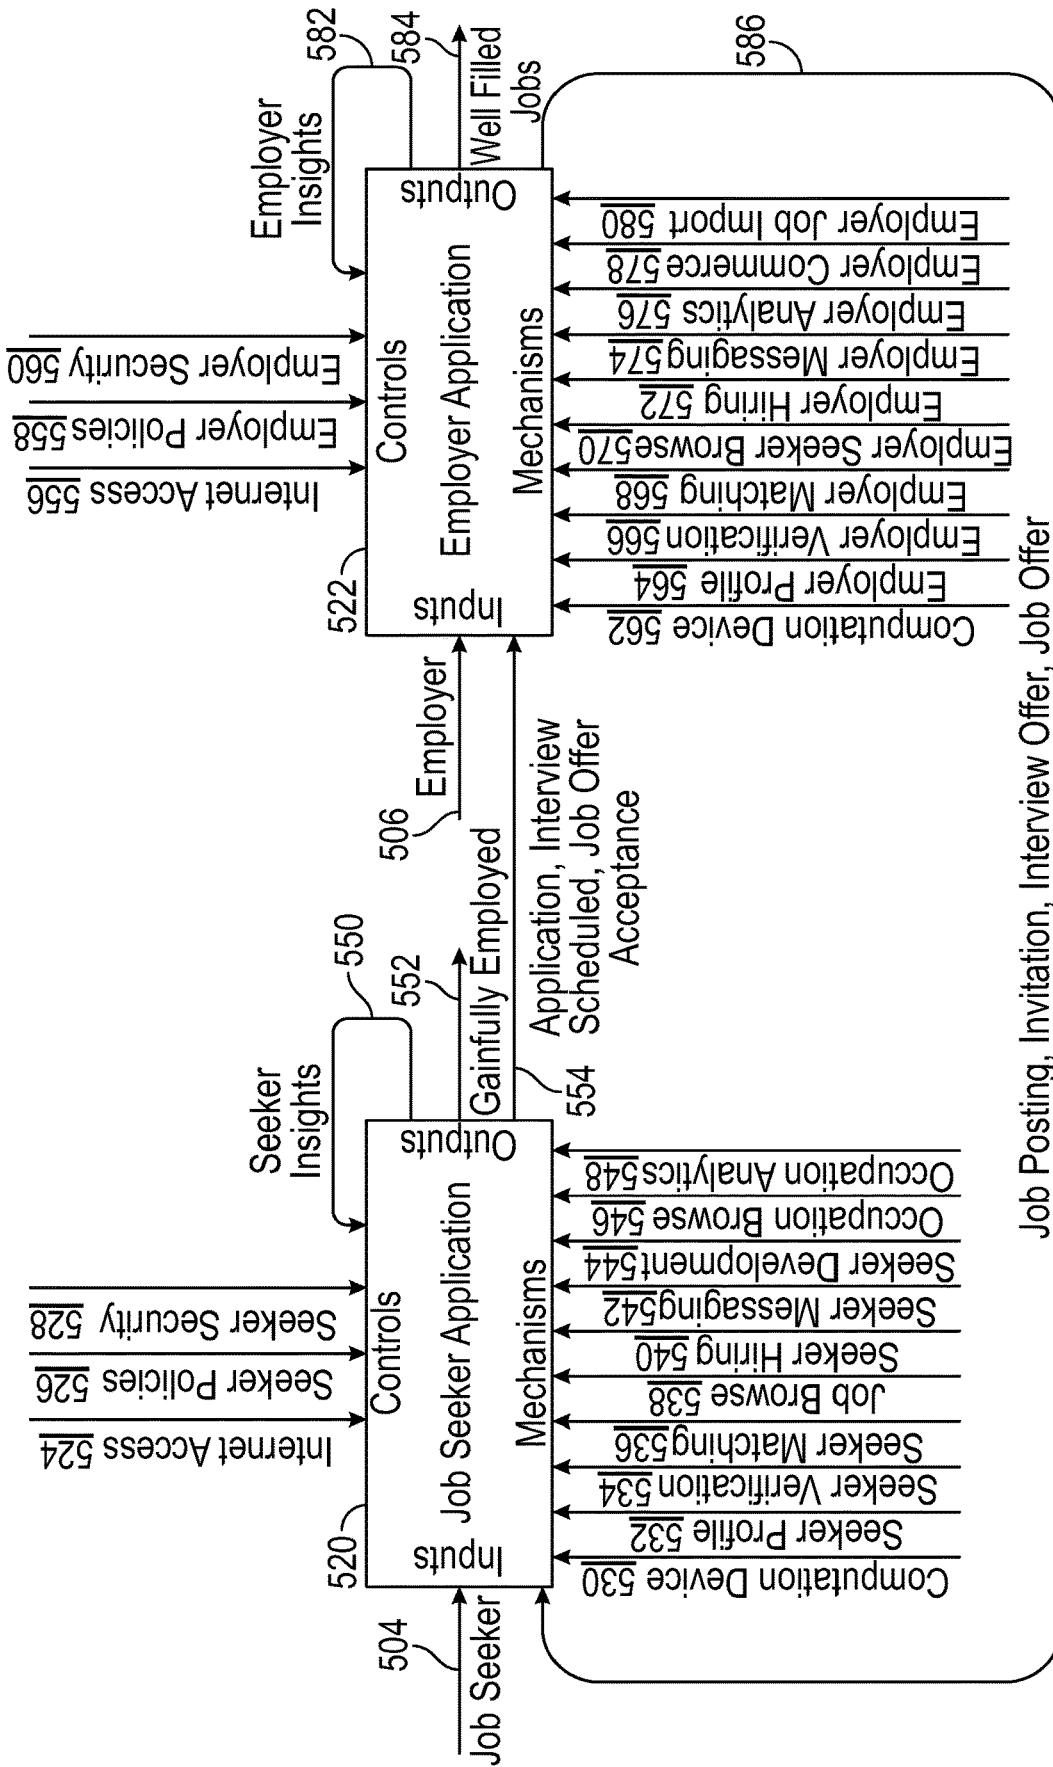 Internet Access 524
Seeker Policies 526
Seeker Security 528
Seeker
Insights
550
520
Controls
504
Job Seeker
Inputs
Job Seeker Application
Outputs
Mechanisms
552
Gainfully Employed
554
Application, Interview
Scheduled, Job Offer
Acceptance
Computation Device 530
Seeker Profile 532
Seeker Verification 534
Seeker Matching 536
Job Browse 538
Seeker Hiring 540
Seeker Messaging 542
Seeker Development 544
Occupation Browse 546
Occupation Analytics 548
Internet Access 556
Employer Policies 558
Employer Security 560
Employer
Insights
582
522
Controls
506
Employer
Inputs
Employer Application
Outputs
Mechanisms
584
Well Filled
Jobs
586
Computation Device 562
Employer Profile 564
Employer Verification 566
Employer Matching 568
Employer Seeker Browse 570
Employer Hiring 572
Employer Messaging 574
Employer Analytics 576
Employer Commerce 578
Employer Job Import 580
Job Posting, Invitation, Interview Offer, Job Offer